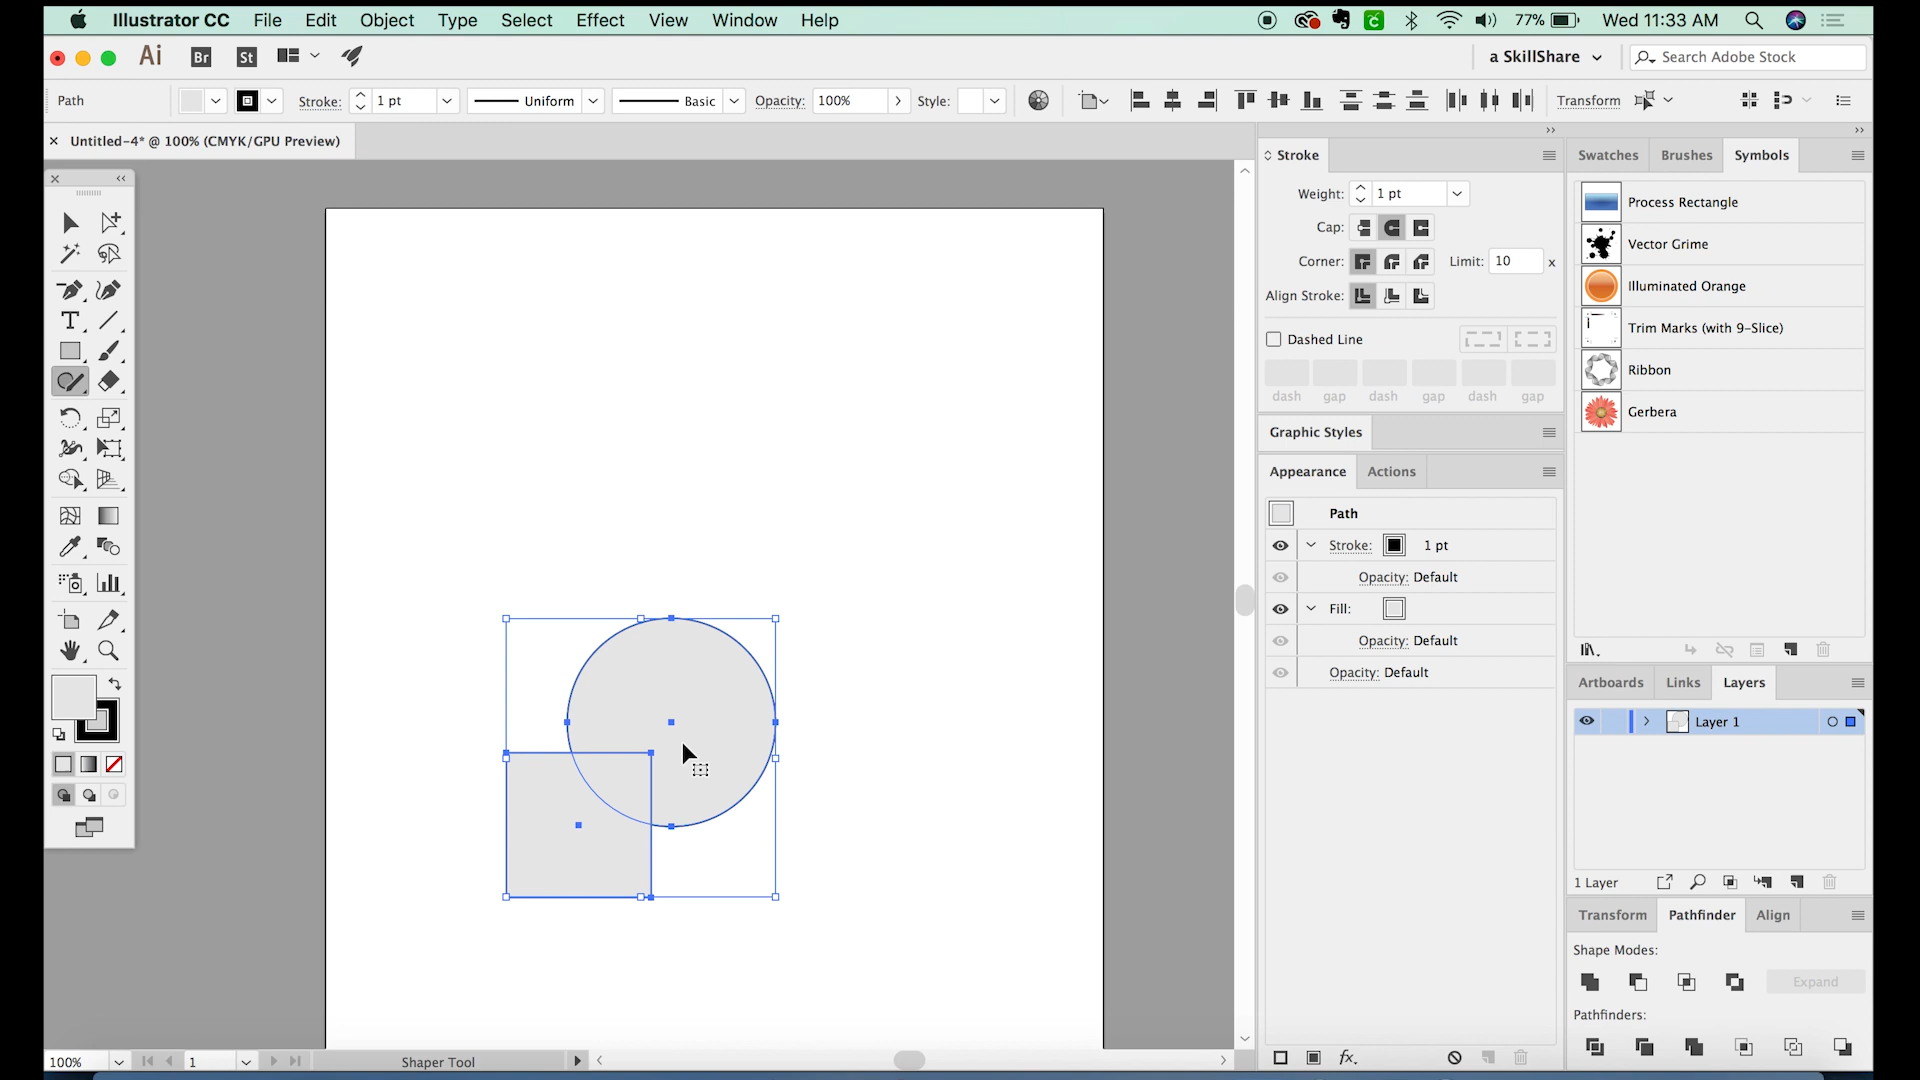 Illustrator CC File Edit Object Type Select Effect View Window Help 77% Wed 11:33 AM
Ai Br St a SkillShare Search Adobe Stock
Path Stroke: 1 pt Uniform Basic Opacity: 100% Style: Transform
Untitled-4* @ 100% (CMYK/GPU Preview)
Stroke
Weight: 1 pt
Cap:
Corner: Limit: 10 x
Align Stroke:
Dashed Line
dash gap dash gap dash gap
Graphic Styles
Appearance Actions
Path
Stroke: 1 pt
Opacity: Default
Fill:
Opacity: Default
Opacity: Default
fx.
Swatches Brushes Symbols
Process Rectangle
Vector Grime
Illuminated Orange
Trim Marks (with 9-Slice)
Ribbon
Gerbera
Artboards Links Layers
Layer 1
1 Layer
Transform Pathfinder Align
Shape Modes:
Expand
Pathfinders:
100% 1 Shaper Tool